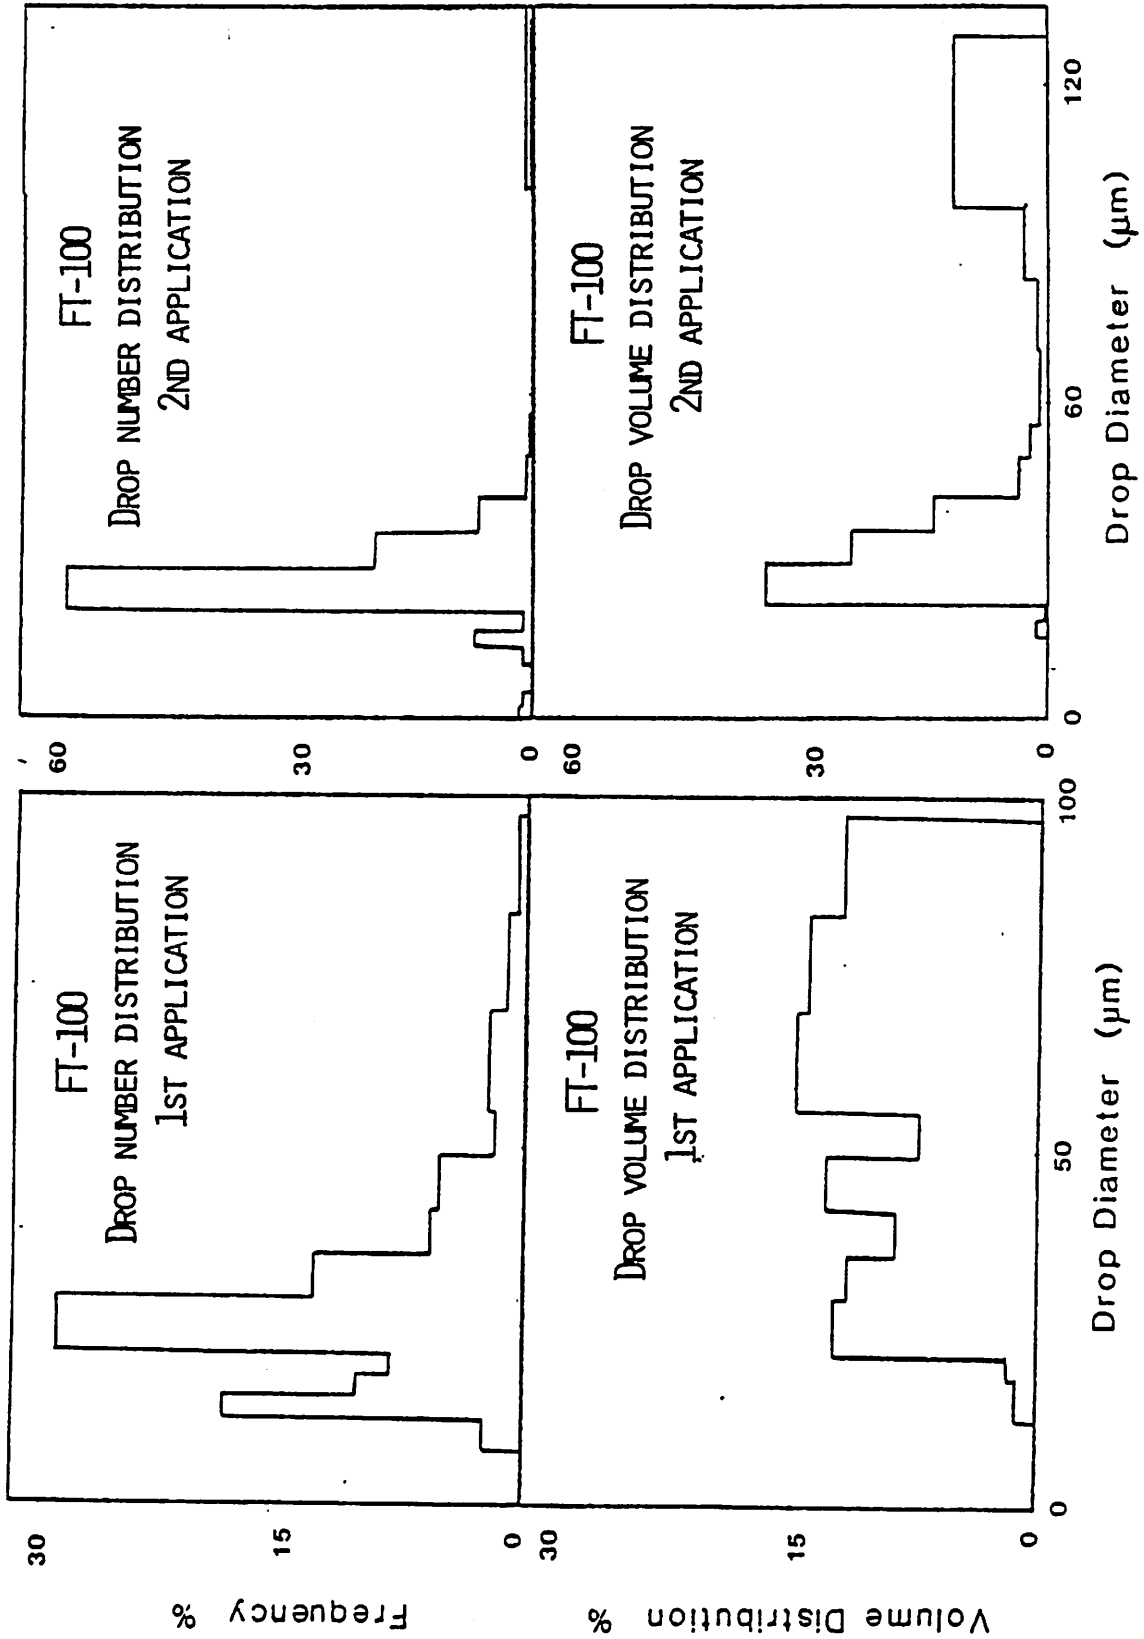 Frequency %
30
15
0
FT-100
DROP NUMBER DISTRIBUTION
1ST APPLICATION
60
30
0
FT-100
DROP NUMBER DISTRIBUTION
2ND APPLICATION
Volume Distribution %
30
15
0
FT-100
DROP VOLUME DISTRIBUTION
1ST APPLICATION
60
30
0
FT-100
DROP VOLUME DISTRIBUTION
2ND APPLICATION
0
50
100
Drop Diameter (µm)
0
60
120
Drop Diameter (µm)